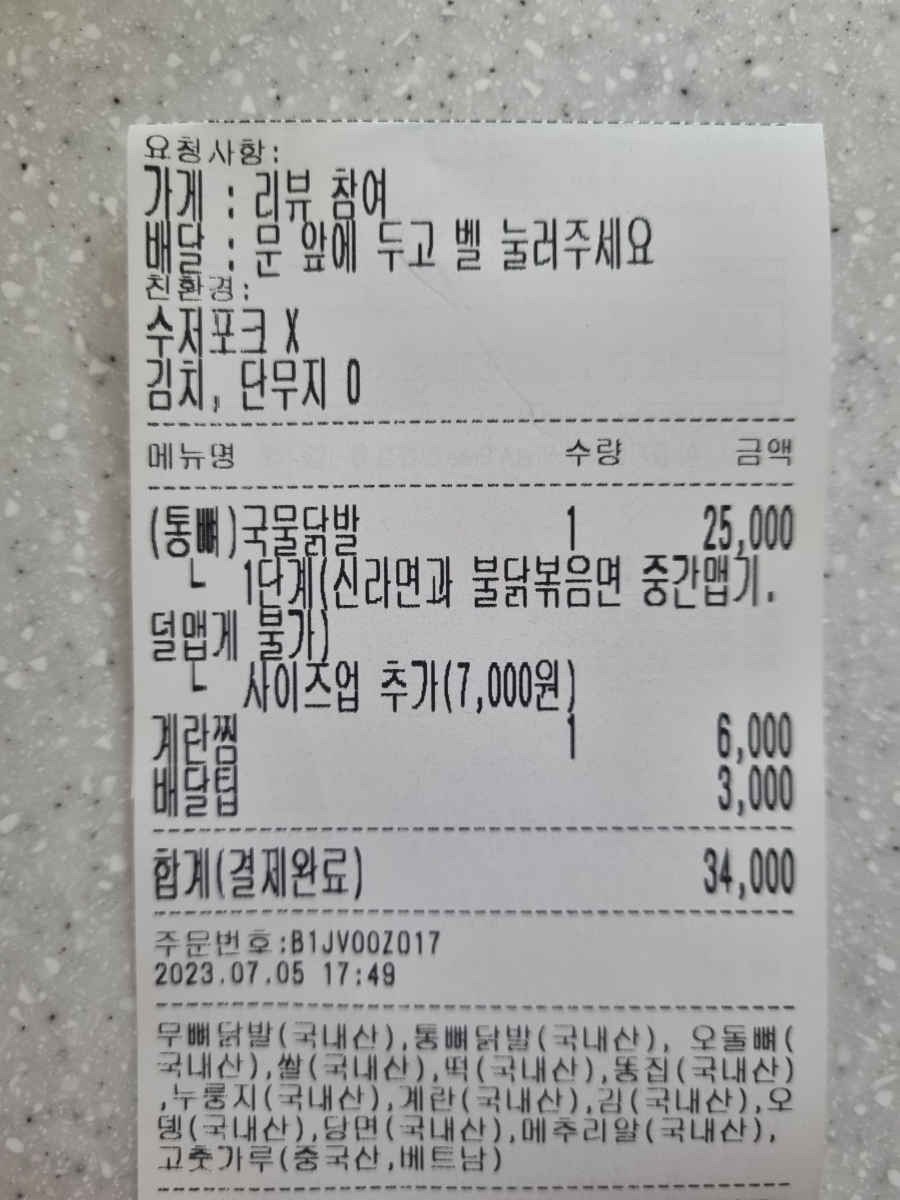 요청사항:
가게 : 리뷰 참여
배달 : 문 앞에 두고 벨 눌러주세요
친환경:
수저포크 X
김치, 단무지 O
메뉴명 수량 금액
(통뼈)국물닭발 1 25,000
└ 1단계(신라면과 불닭볶음면 중간맵기.
덜맵게 불가)
└ 사이즈업 추가(7,000원)
계란찜 1 6,000
배달팁 3,000
합계(결제완료) 34,000
주문번호:B1JV00Z017
2023.07.05 17:49
무뼈닭발(국내산),통뼈닭발(국내산), 오돌뼈(
국내산),쌀(국내산),떡(국내산),똥집(국내산)
,누룽지(국내산),계란(국내산),김(국내산),오
뎅(국내산),당면(국내산),메추리알(국내산),
고춧가루(중국산,베트남)